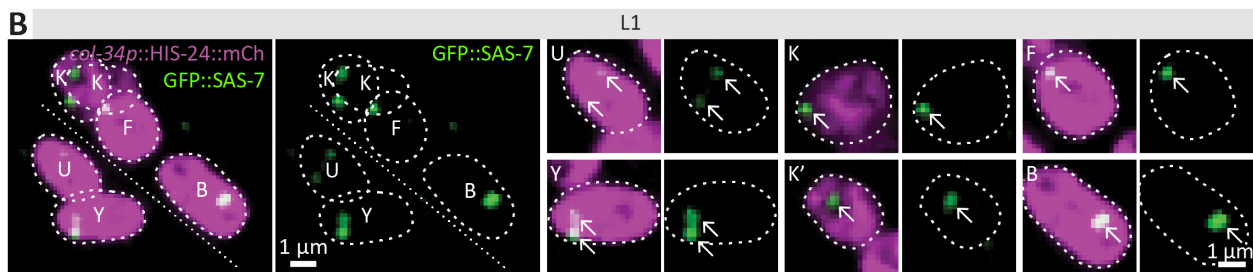 B
L1
col-34p::HIS-24::mCh
GFP::SAS-7
K'
K
F
U
Y
B
GFP::SAS-7
K'
K
F
U
Y
B
1 µm
U
K
F
Y
K'
B
1 µm